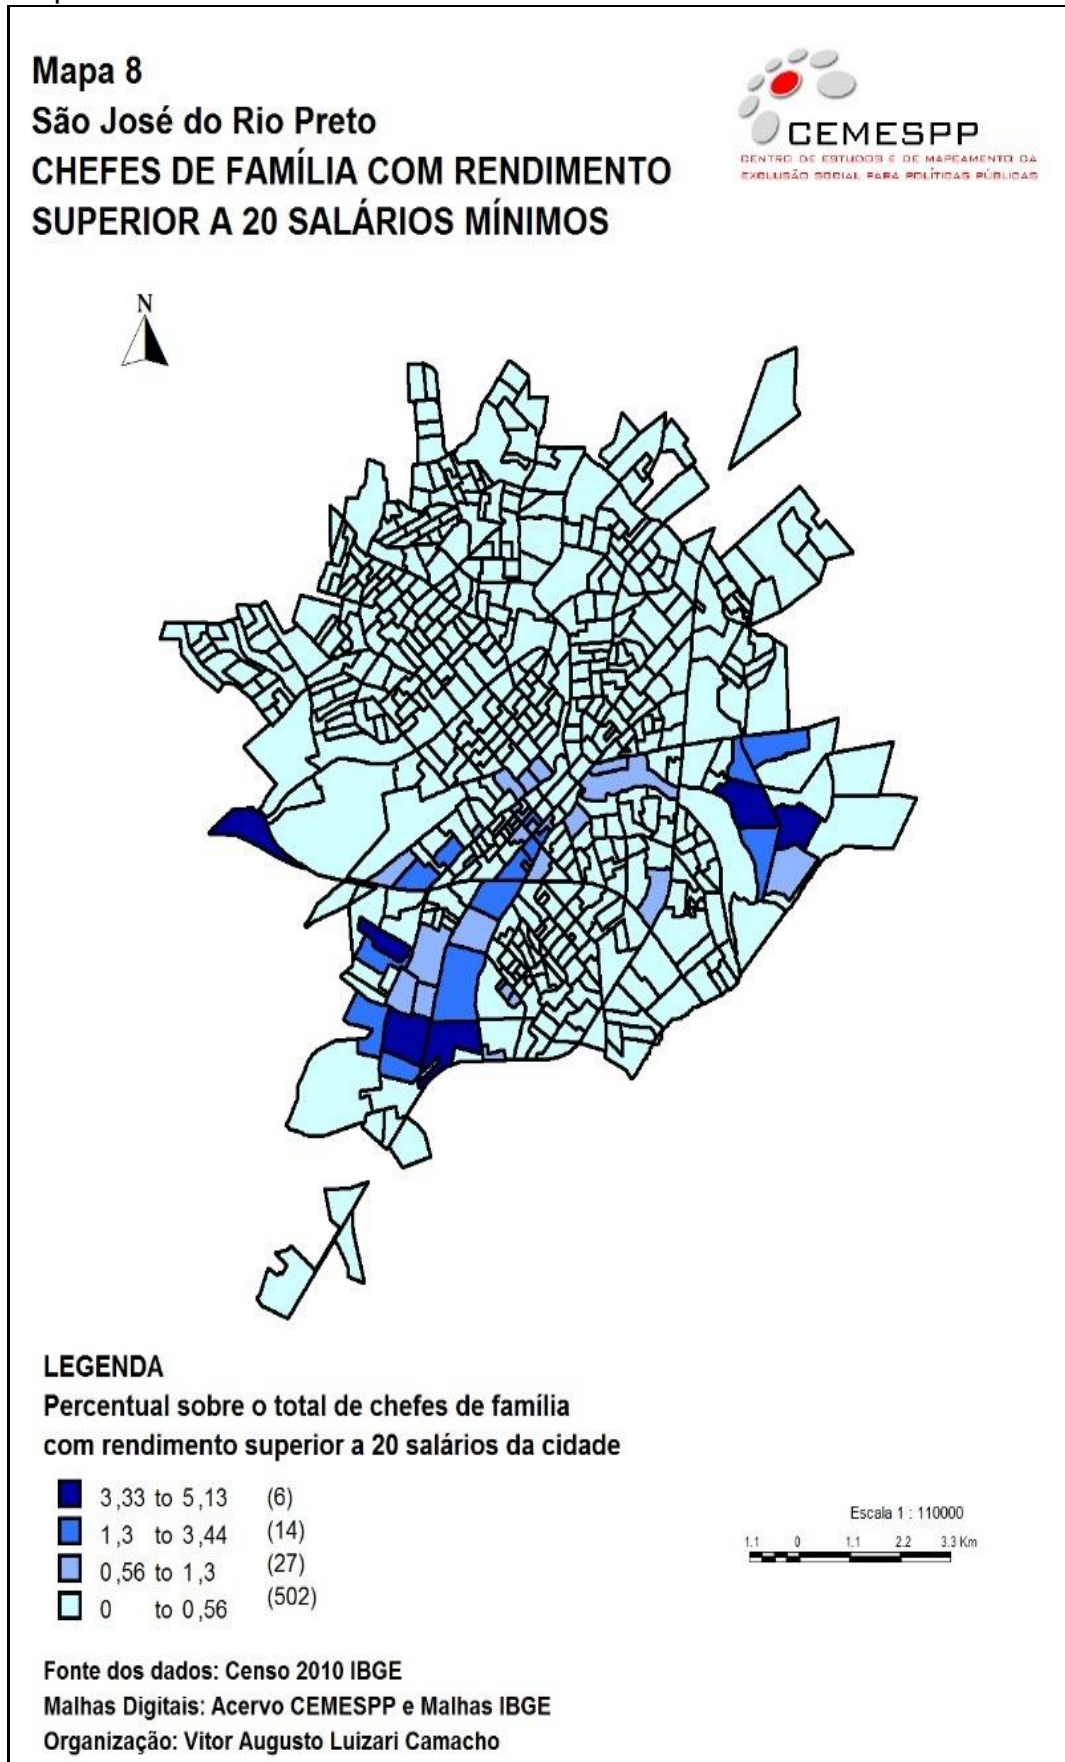 Mapa 8
São José do Rio Preto
CHEFES DE FAMÍLIA COM RENDIMENTO
SUPERIOR A 20 SALÁRIOS MÍNIMOS
CEMESPP
CENTRO DE ESTUDOS E DE MAPEAMENTO DA
EXCLUSÃO SOCIAL PARA POLÍTICAS PÚBLICAS
N
LEGENDA
Percentual sobre o total de chefes de família
com rendimento superior a 20 salários da cidade
3,33 to 5,13 (6)
1,3 to 3,44 (14)
0,56 to 1,3 (27)
0 to 0,56 (502)
Escala 1 : 110000
1.1 0 1.1 2.2 3.3 Km
Fonte dos dados: Censo 2010 IBGE
Malhas Digitais: Acervo CEMESPP e Malhas IBGE
Organização: Vitor Augusto Luizari Camacho